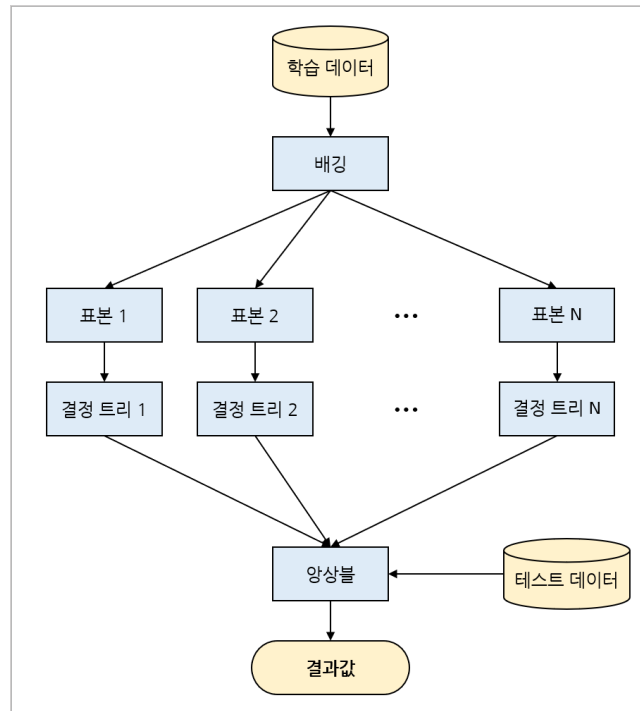 학습 데이터
배깅
표본 1
표본 2
...
표본 N
결정 트리 1
결정 트리 2
...
결정 트리 N
앙상블
테스트 데이터
결과값